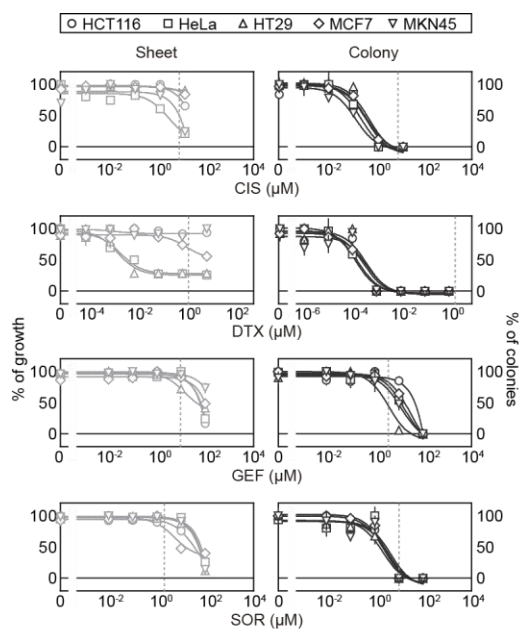 HCT116 HeLa HT29 MCF7 MKN45
Sheet Colony
100 100
50 50
0 0
0 10-2 100 102 104 0 10-2 100 102 104
CIS (µM)
100 100
50 50
0 0
0 10-4 10-2 100 102 0 10-6 10-4 10-2 100
DTX (µM)
% of growth
% of colonies
100 100
50 50
0 0
0 10-2 100 102 104 0 10-2 100 102 104
GEF (µM)
100 100
50 50
0 0
0 10-2 100 102 104 0 10-2 100 102 104
SOR (µM)